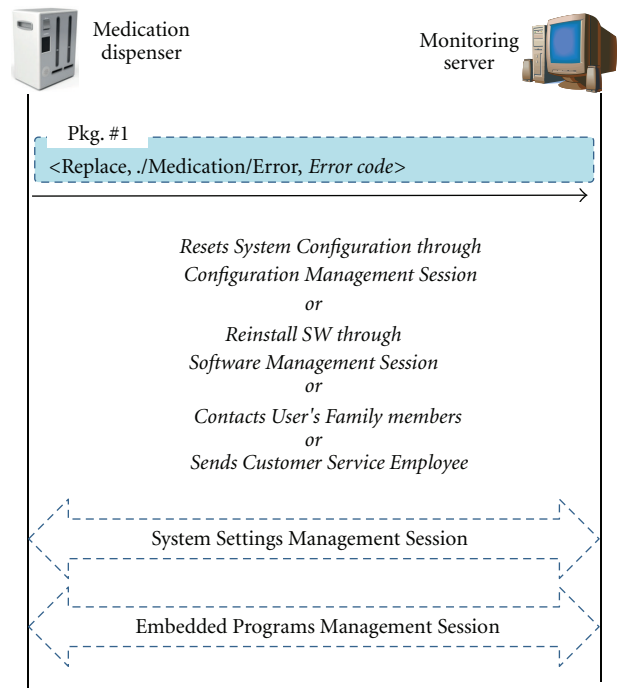 Medication
dispenser
Monitoring
server
Pkg. #1
<Replace, ./Medication/Error, Error code>
Resets System Configuration through
Configuration Management Session
or
Reinstall SW through
Software Management Session
or
Contacts User's Family members
or
Sends Customer Service Employee
System Settings Management Session
Embedded Programs Management Session